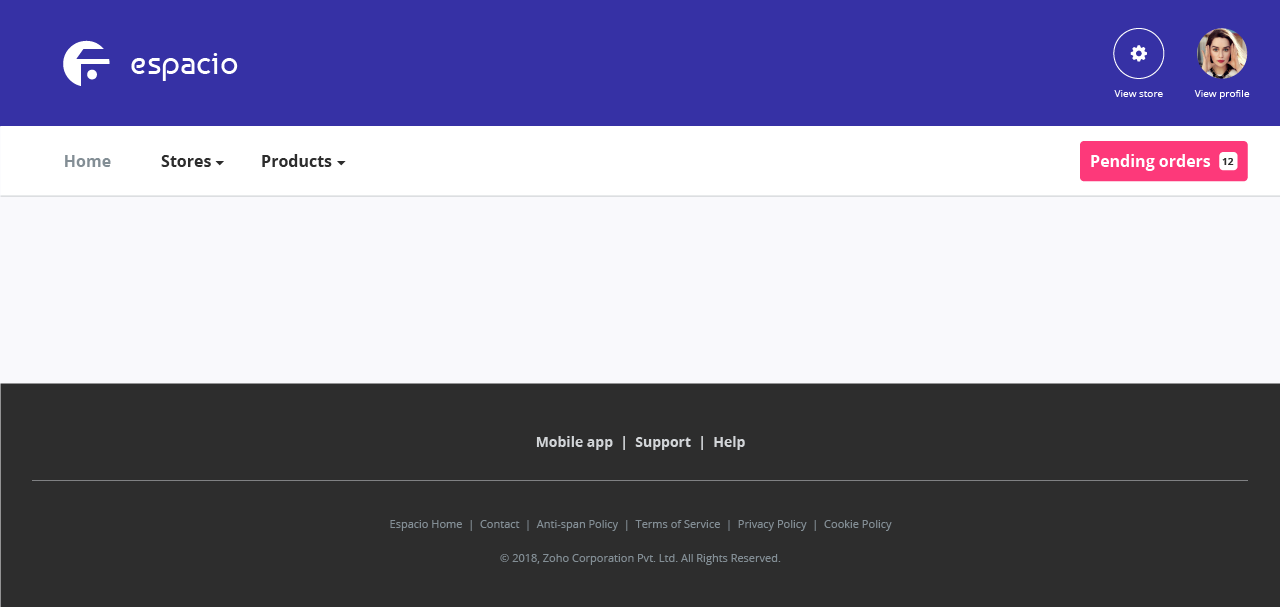 espacio
View store
View profile
Home Stores Products
Pending orders 12
Mobile app | Support | Help
Espacio Home | Contact | Anti-span Policy | Terms of Service | Privacy Policy | Cookie Policy
© 2018, Zoho Corporation Pvt. Ltd. All Rights Reserved.